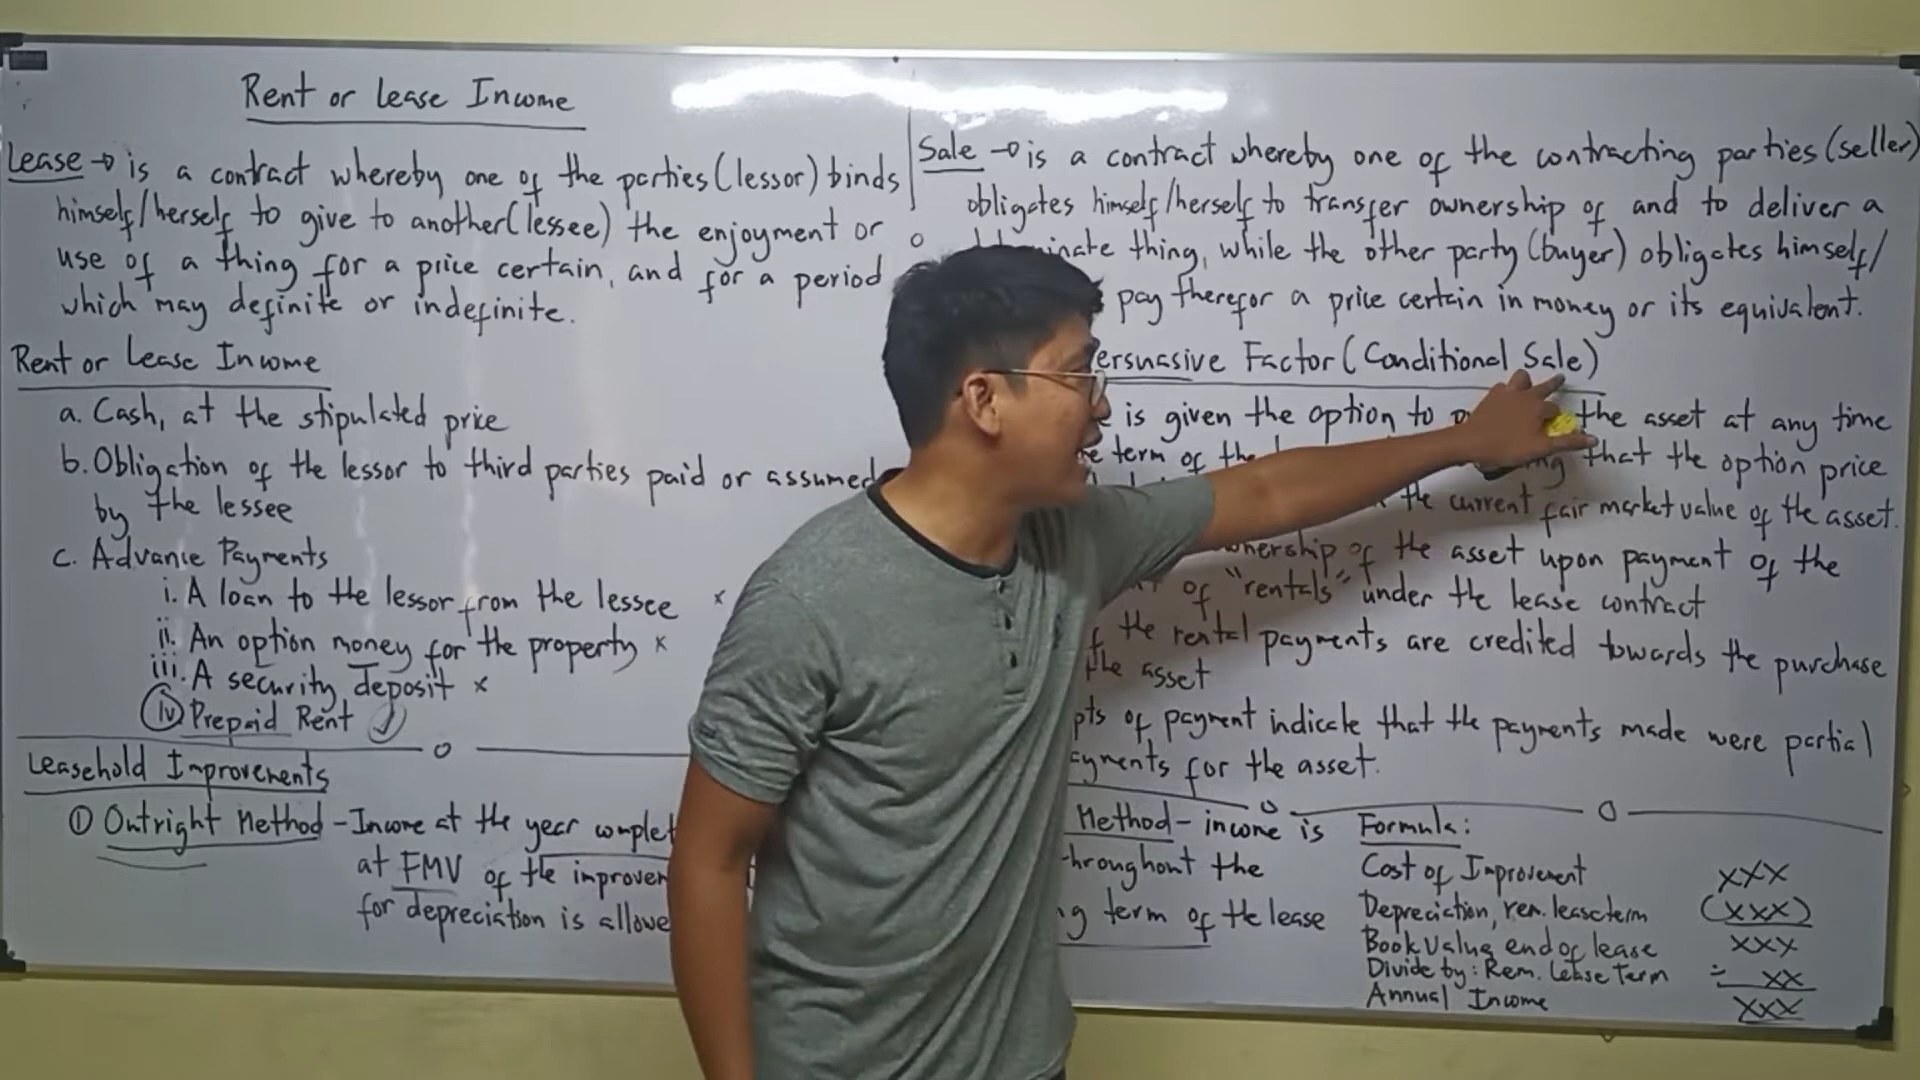 Rent or Lease Income
Lease → is a contract whereby one of the parties (lessor) binds
himself/herself to give to another (lessee) the enjoyment or
use of a thing for a price certain, and for a period
which may definite or indefinite.
Rent or Lease Income
a. Cash, at the stipulated price
b. Obligation of the lessor to third parties paid or assumed
by the lessee
c. Advance Payments
i. A loan to the lessor from the lessee x
ii. An option money for the property x
iii. A security deposit x
iv Prepaid Rent ✓
Leasehold Improvements
① Outright Method - Income at the year complet
at FMV of the improvem
for depreciation is allowe
Sale → is a contract whereby one of the contracting parties (seller)
obligates himself/herself to transfer ownership of and to deliver a
inate thing, while the other party (buyer) obligates himself/
pay therefor a price certain in money or its equivalent.
ersuasive Factor (Conditional Sale)
is given the option to the asset at any time
term of the that the option price
the current fair market value of the asset.
wnership of the asset upon payment of the
of "rentals" under the lease contract
f the rental payments are credited towards the purchase
the asset
pts of payment indicate that the payments made were partial
ayments for the asset.
Method - income is
throughout the
g term of the lease
Formula:
Cost of Improvement xxx
Depreciation, rem. lease term (xxx)
Book Value, end of lease xxx
Divide by: Rem. Lease Term ÷ xx
Annual Income xxx